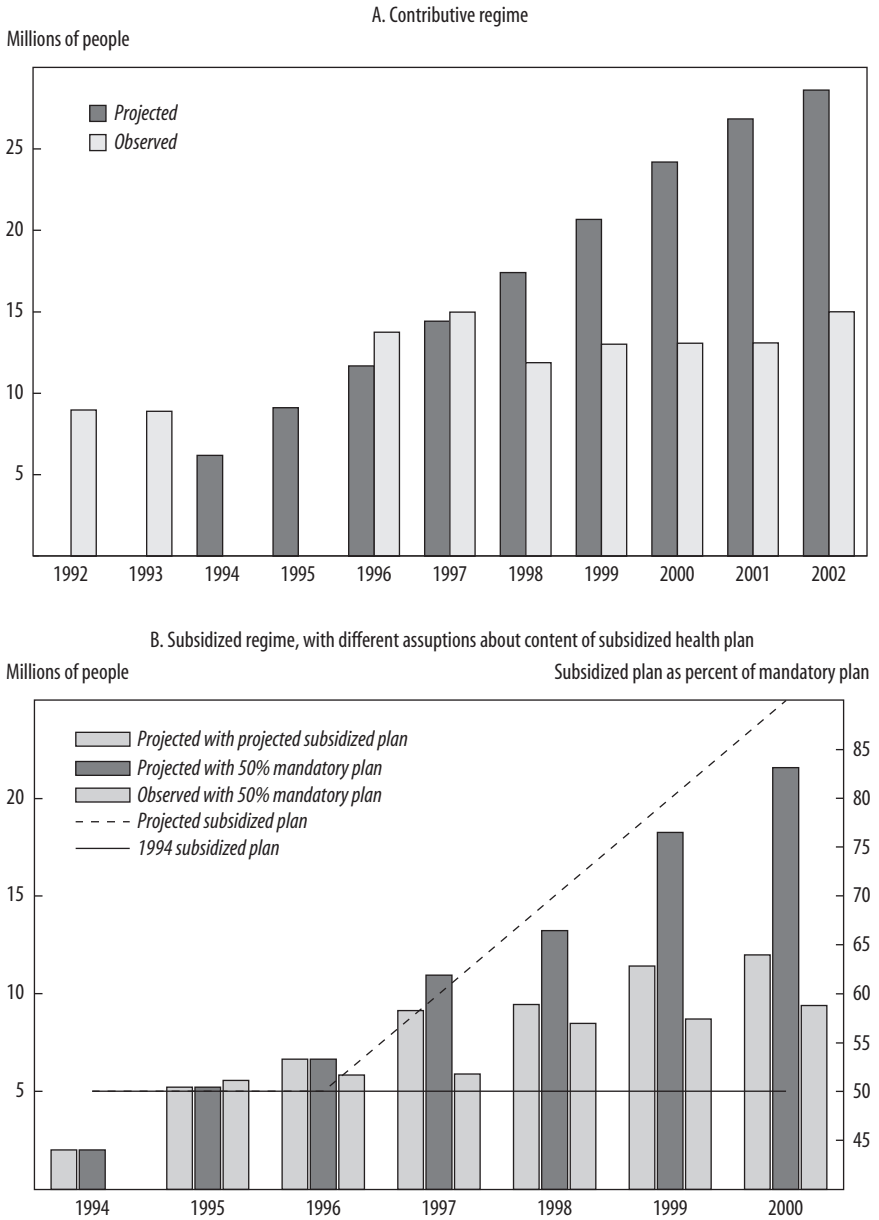 A. Contributive regime
Millions of people
Projected
Observed
25
20
15
10
5
1992 1993 1994 1995 1996 1997 1998 1999 2000 2001 2002
B. Subsidized regime, with different assuptions about content of subsidized health plan
Millions of people Subsidized plan as percent of mandatory plan
Projected with projected subsidized plan
Projected with 50% mandatory plan
Observed with 50% mandatory plan
Projected subsidized plan
1994 subsidized plan
20
15
10
5
85
80
75
70
65
60
55
50
45
1994 1995 1996 1997 1998 1999 2000